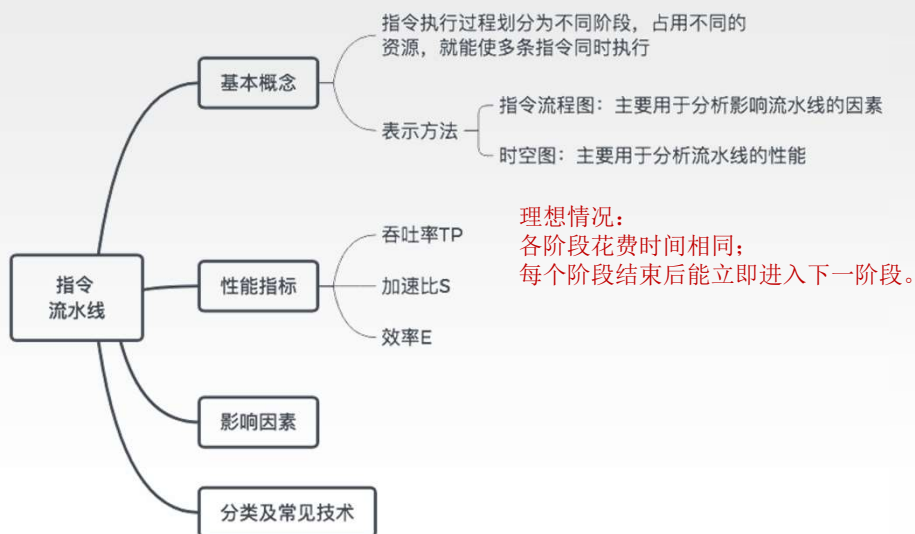 指令执行过程划分为不同阶段，占用不同的
资源，就能使多条指令同时执行
基本概念
表示方法
指令流程图：主要用于分析影响流水线的因素
时空图：主要用于分析流水线的性能
理想情况：
各阶段花费时间相同；
每个阶段结束后能立即进入下一阶段。
吞吐率TP
指令
流水线
性能指标
加速比S
效率E
影响因素
分类及常见技术